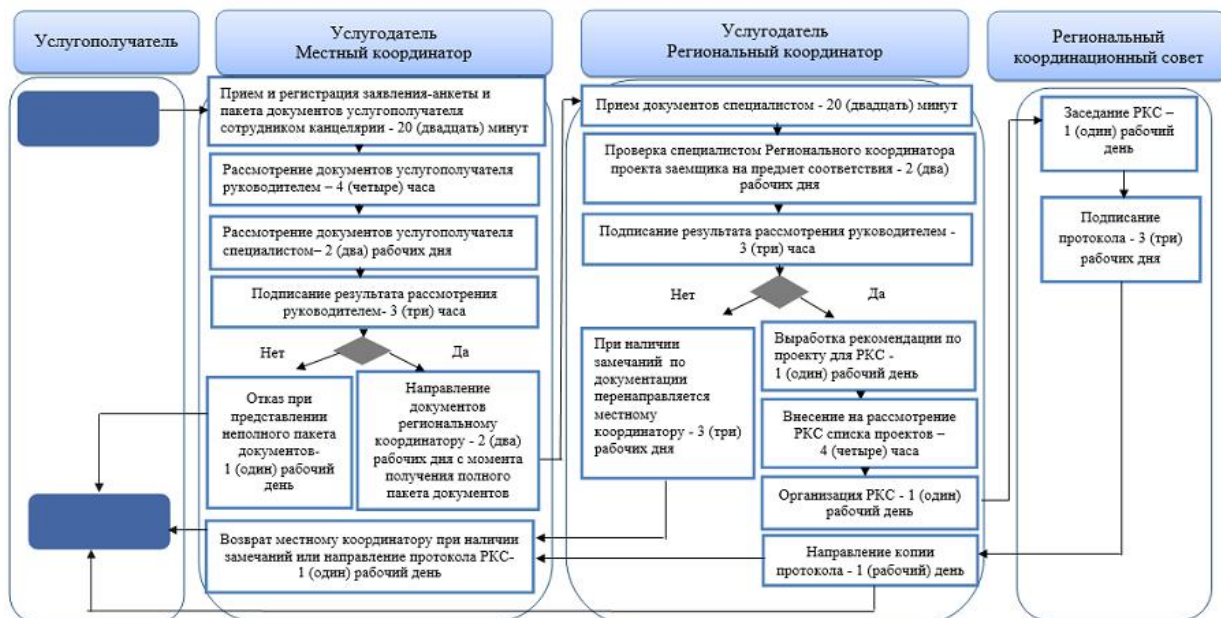 Услугополучатель
Услугодатель
Местный координатор
Услугодатель
Региональный координатор
Региональный
координационный совет
Прием и регистрация заявления-анкеты и
пакета документов услугополучателя
сотрудником канцелярии - 20 (двадцать) минут
Рассмотрение документов услугополучателя
руководителем – 4 (четыре) часа
Рассмотрение документов услугополучателя
специалистом– 2 (два) рабочих дня
Подписание результата рассмотрения
руководителем- 3 (три) часа
Нет
Да
Отказ при
представлении
неполного пакета
документов-
1 (один) рабочий
день
Направление
документов
региональному
координатору - 2 (два)
рабочих дня с момента
получения полного
пакета документов
Возврат местному координатору при наличии
замечаний или направление протокола РКС-
1 (один) рабочий день
Прием документов специалистом - 20 (двадцать) минут
Проверка специалистом Регионального координатора
проекта заемщика на предмет соответствия - 2 (два)
рабочих дня
Подписание результата рассмотрения руководителем -
3 (три) часа
Нет
Да
При наличии
замечаний по
документации
перенаправляется
местному
координатору - 3 (три)
рабочих дня
Выработка рекомендации по
проекту для РКС -
1 (один) рабочий день
Внесение на рассмотрение
РКС списка проектов –
4 (четыре) часа
Организация РКС - 1 (один)
рабочий день
Направление копии
протокола - 1 (рабочий) день
Заседание РКС –
1 (один) рабочий
день
Подписание
протокола - 3 (три)
рабочих дня